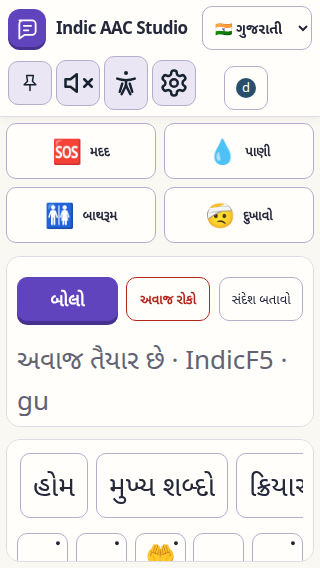 Indic AAC Studio
ગુજરાતી
d
SOS મદદ
પાણી
બાથરૂમ
દુખાવો
બોલો
અવાજ રોકો
સંદેશ બતાવો
અવાજ તૈયાર છે · IndicF5 ·
gu
હોમ
મુખ્ય શબ્દો